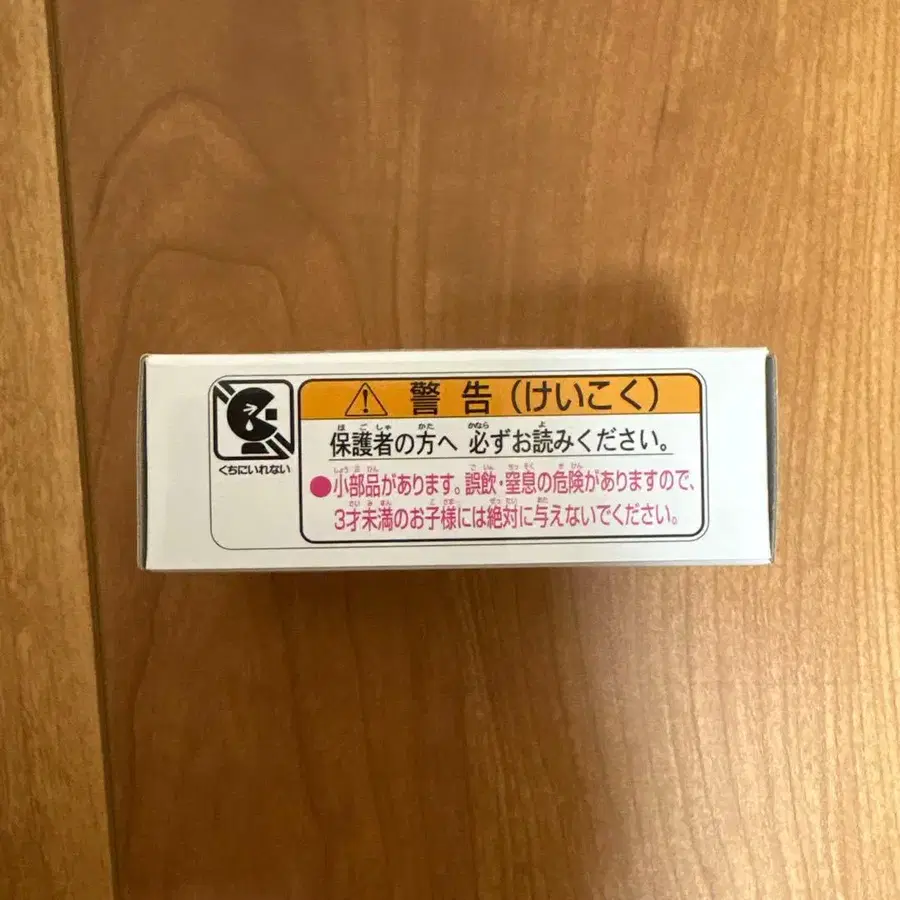 警告(けいこく)
保護者の方へ 必ずお読みください。
●小部品があります。誤飲・窒息の危険がありますので、
3才未満のお子様には絶対に与えないでください。
くちにいれない